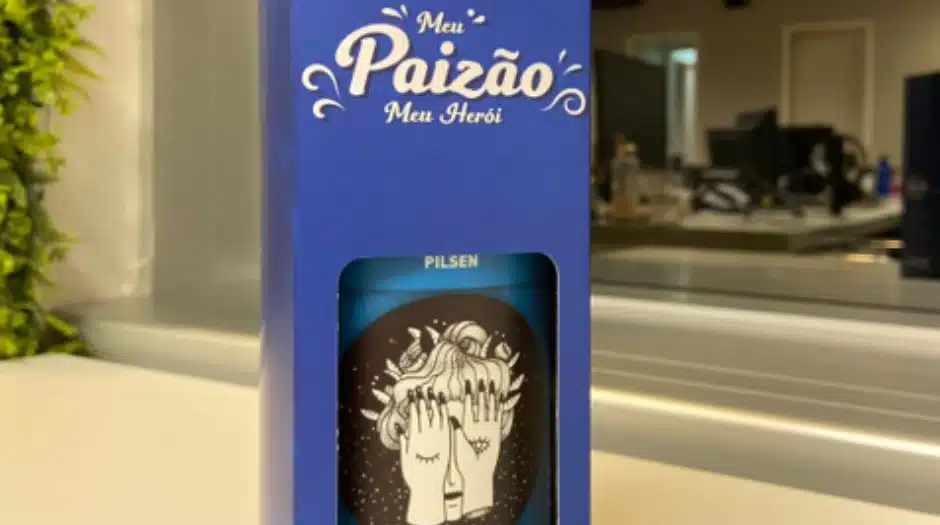 Meu
Paizão
Meu Herói
PILSEN